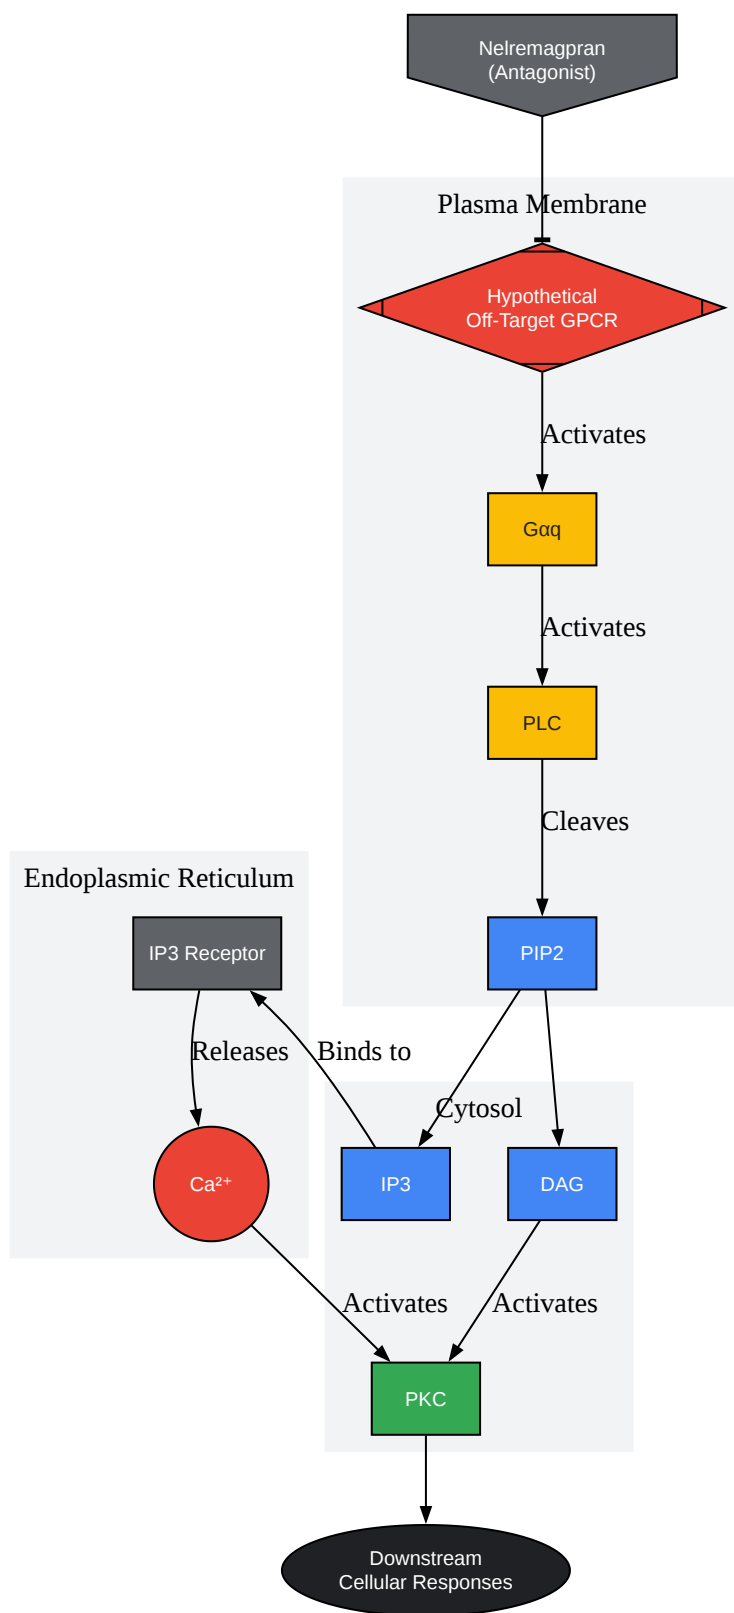 Nelremagpran
(Antagonist)
Plasma Membrane
Hypothetical
Off-Target GPCR
Activates
Gαq
Activates
PLC
Cleaves
Endoplasmic Reticulum
IP3 Receptor
PIP2
Releases
Binds to
Cytosol
Ca²⁺
IP3
DAG
Activates
Activates
PKC
Downstream
Cellular Responses